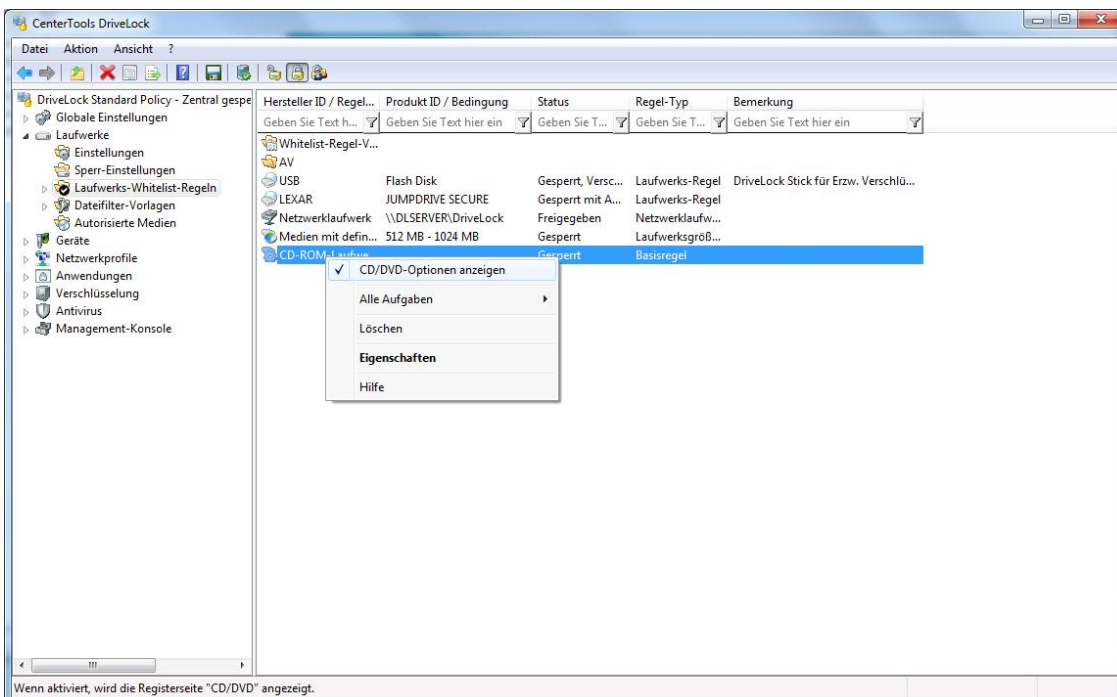 CenterTools DriveLock
Datei Aktion Ansicht ?
DriveLock Standard Policy - Zentral gespe
Globale Einstellungen
Laufwerke
Einstellungen
Sperr-Einstellungen
Laufwerks-Whitelist-Regeln
Dateifilter-Vorlagen
Autorisierte Medien
Geräte
Netzwerkprofile
Anwendungen
Verschlüsselung
Antivirus
Management-Konsole
Hersteller ID / Regel... Produkt ID / Bedingung Status Regel-Typ Bemerkung
Geben Sie Text h... Geben Sie Text hier ein Geben Sie T... Geben Sie T... Geben Sie Text hier ein
Whitelist-Regel-V...
AV
USB Flash Disk Gesperrt, Versc... Laufwerks-Regel DriveLock Stick für Erzw. Verschlü...
LEXAR JUMPDRIVE SECURE Gesperrt mit A... Laufwerks-Regel
Netzwerklaufwerk \\DLSERVER\DriveLock Freigegeben Netzwerklaufw...
Medien mit defin... 512 MB - 1024 MB Gesperrt Laufwerksgröß...
CD-ROM-Laufwe... Gesperrt Basisregel
CD/DVD-Optionen anzeigen
Alle Aufgaben
Löschen
Eigenschaften
Hilfe
Wenn aktiviert, wird die Registerseite "CD/DVD" angezeigt.